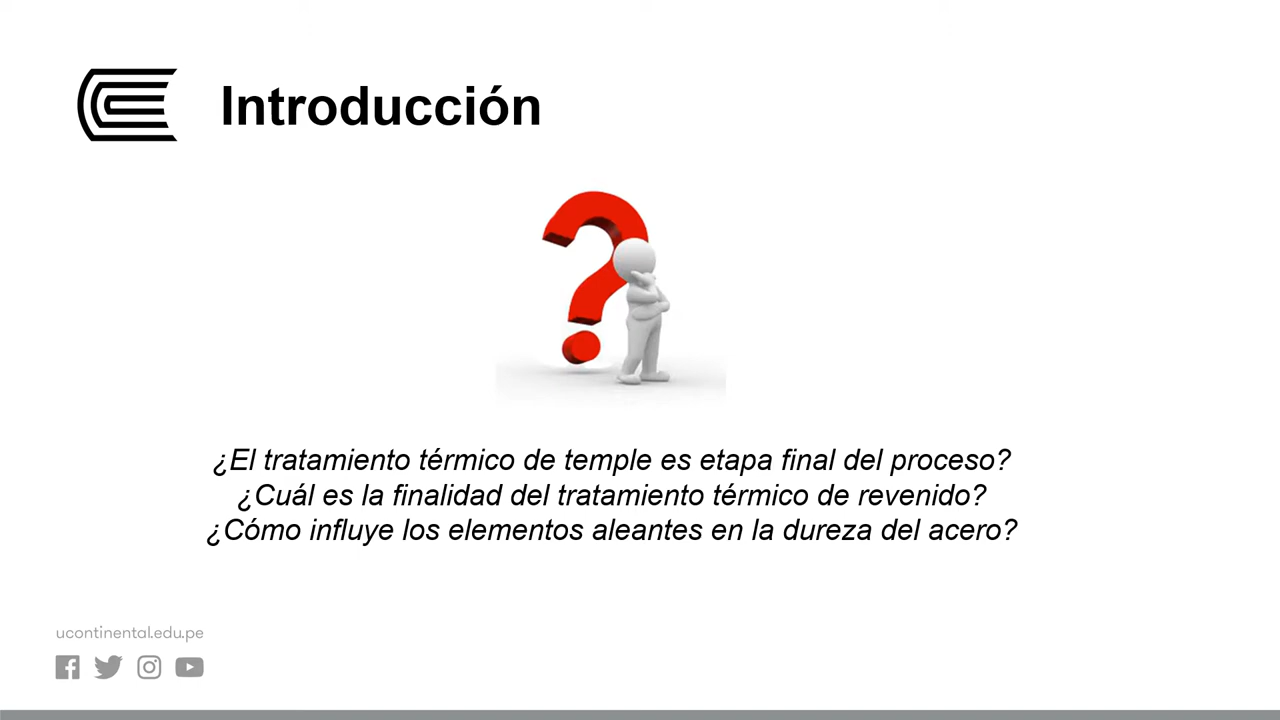 Introducción
¿El tratamiento térmico de temple es etapa final del proceso?
¿Cuál es la finalidad del tratamiento térmico de revenido?
¿Cómo influye los elementos aleantes en la dureza del acero?
ucontinental.edu.pe